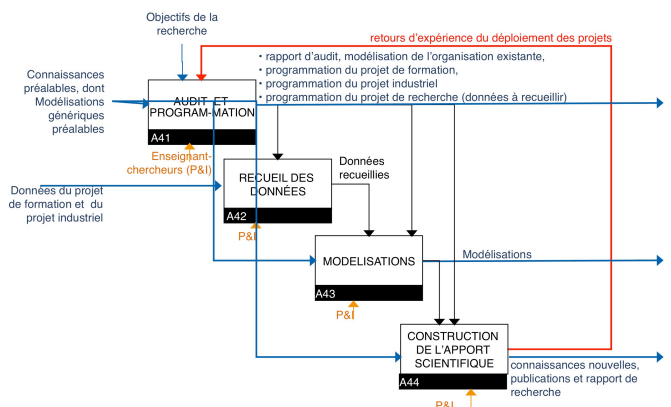 Objectifs de la
recherche
retours d'expérience du déploiement des projets
• rapport d'audit, modélisation de l'organisation existante,
• programmation du projet de formation,
• programmation du projet industriel
• programmation du projet de recherche (données à recueillir)
Connaissances
préalables, dont
Modélisations
génériques
préalables
AUDIT ET
PROGRAM-MATION
A41
Enseignant-
chercheurs (P&I)
RECUEIL DES
DONNÉES
A42
Données
recueillies
Données du projet
de formation et du
projet industriel
P&I
MODELISATIONS
A43
Modélisations
P&I
CONSTRUCTION
DE L'APPORT
SCIENTIFIQUE
A44
connaissances nouvelles,
publications et rapport de
recherche
P&I